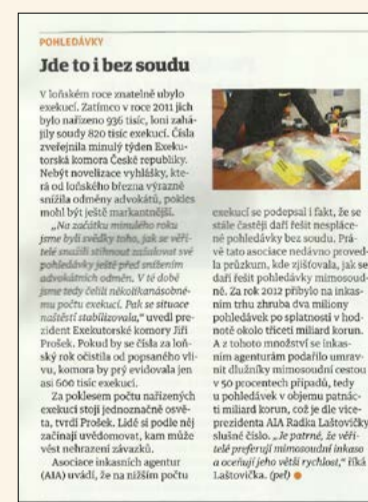 POHLEDÁVKY
Jde to i bez soudu
V loňském roce znatelně ubylo
exekucí. Zatímco v roce 2011 jich
bylo nařízeno 936 tisíc, loni zahá-
jily soudy 820 tisíc exekucí. Čísla
zveřejnila minulý týden Exeku-
torská komora České republiky.
Nebýt novelizace vyhlášky, kte-
rá od loňského března výrazně
snížila odměny advokátů, pokles
mohl být ještě markantnější.
„Na začátku minulého roku
jsme byli svědky toho, jak se věři-
telé snažili stihnout zažalovat své
pohledávky ještě před snížením
advokátních odměn. V té době
jsme tedy čelili několikanásobné-
mu počtu exekucí. Pak se situace
naštěstí stabilizovala,“ uvedl pre-
zident Exekutorské komory Jiří
Prošek. Pokud by se čísla za loň-
ský rok očistila od popsaného vli-
vu, komora by prý evidovala jen
asi 600 tisíc exekucí.
Za poklesem počtu nařízených
exekucí stojí jednoznačně osvě-
ta, tvrdí Prošek. Lidé si podle něj
začínají uvědomovat, kam může
vést nehrazení závazků.
Asociace inkasních agentur
(AIA) uvádí, že na nižším počtu
exekucí se podepsal i fakt, že se
stále častěji daří řešit nespláce-
né pohledávky bez soudu. Prá-
vě tato asociace nedávno proved-
la průzkum, kde zjišťovala, jak se
daří řešit pohledávky mimosoud-
ně. Za rok 2012 přibylo na inkas-
ním trhu zhruba dva miliony
pohledávek po splatnosti v hod-
notě okolo třiceti miliard korun.
A z tohoto množství se inkas-
ním agenturám podařilo umrav-
nit dlužníky mimosoudní cestou
v 50 procentech případů, tedy
u pohledávek v objemu patnác-
ti miliard korun, což je dle vice-
prezidenta AIA Radka Laštovičky
slušné číslo. „Je patrné, že věři-
telé preferují mimosoudní inkaso
a oceňují jeho větší rychlost,“ říká
Laštovička. (pel)